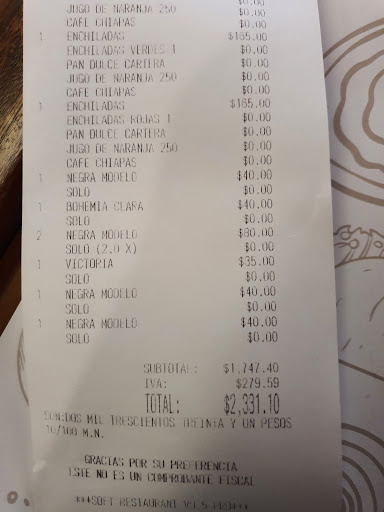 JUGO DE NARANJA 250 $0.00
CAFE CHIAPAS $0.00
1 ENCHILADAS $165.00
ENCHILADAS VERDES 1 $0.00
PAN DULCE CARTERA $0.00
JUGO DE NARANJA 250 $0.00
CAFE CHIAPAS $0.00
1 ENCHILADAS $165.00
ENCHILADAS ROJAS 1 $0.00
PAN DULCE CARTERA $0.00
JUGO DE NARANJA 250 $0.00
CAFE CHIAPAS $0.00
1 NEGRA MODELO $40.00
SOLO $0.00
1 BOHEMIA CLARA $40.00
SOLO $0.00
2 NEGRA MODELO $80.00
SOLO (2.0 X) $0.00
1 VICTORIA $35.00
SOLO $0.00
1 NEGRA MODELO $40.00
SOLO $0.00
1 NEGRA MODELO $40.00
SOLO $0.00
SUBTOTAL: $1,747.40
IVA: $279.59
TOTAL: $2,331.10
SON:DOS MIL TRESCIENTOS TREINTA Y UN PESOS
10/100 M.N.
GRACIAS POR SU PREFERENCIA
ESTE NO ES UN COMPROBANTE FISCAL
***SOFT RESTAURANT